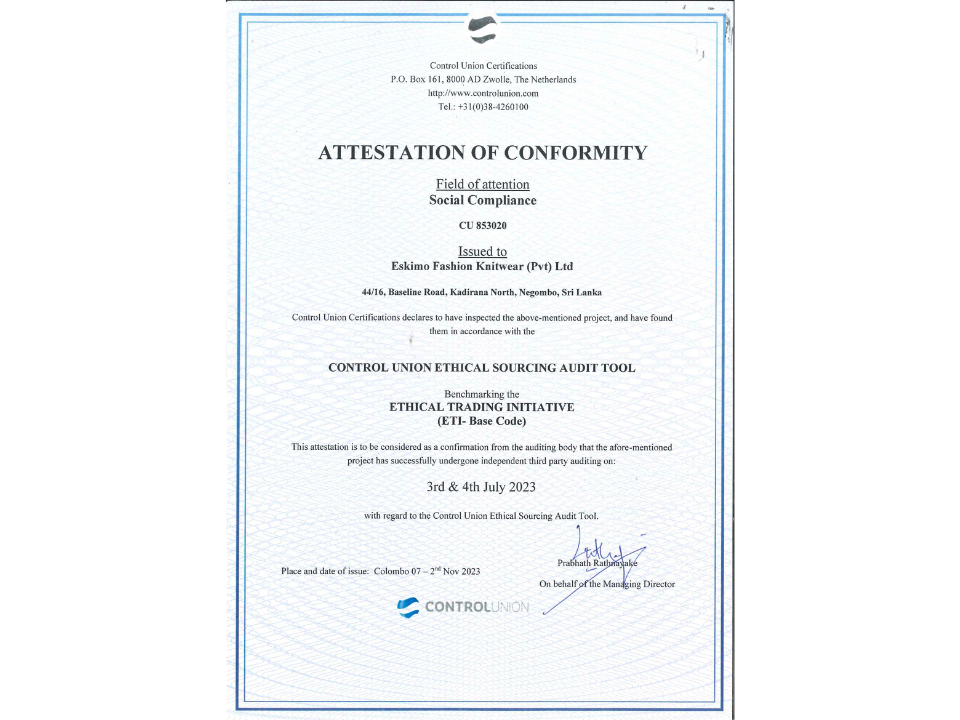 Control Union Certifications
P.O. Box 161, 8000 AD Zwolle, The Netherlands
http://www.controlunion.com
Tel.: +31(0)38-4260100
ATTESTATION OF CONFORMITY
Field of attention
Social Compliance
CU 853020
Issued to
Eskimo Fashion Knitwear (Pvt) Ltd
44/16, Baseline Road, Kadirana North, Negombo, Sri Lanka
Control Union Certifications declares to have inspected the above-mentioned project, and have found
them in accordance with the
CONTROL UNION ETHICAL SOURCING AUDIT TOOL
Benchmarking the
ETHICAL TRADING INITIATIVE
(ETI- Base Code)
This attestation is to be considered as a confirmation from the auditing body that the afore-mentioned
project has successfully undergone independent third party auditing on:
3rd & 4th July 2023
with regard to the Control Union Ethical Sourcing Audit Tool.
Prabhath Rathnayake
Place and date of issue: Colombo 07 – 2nd Nov 2023
On behalf of the Managing Director
CONTROLUNION